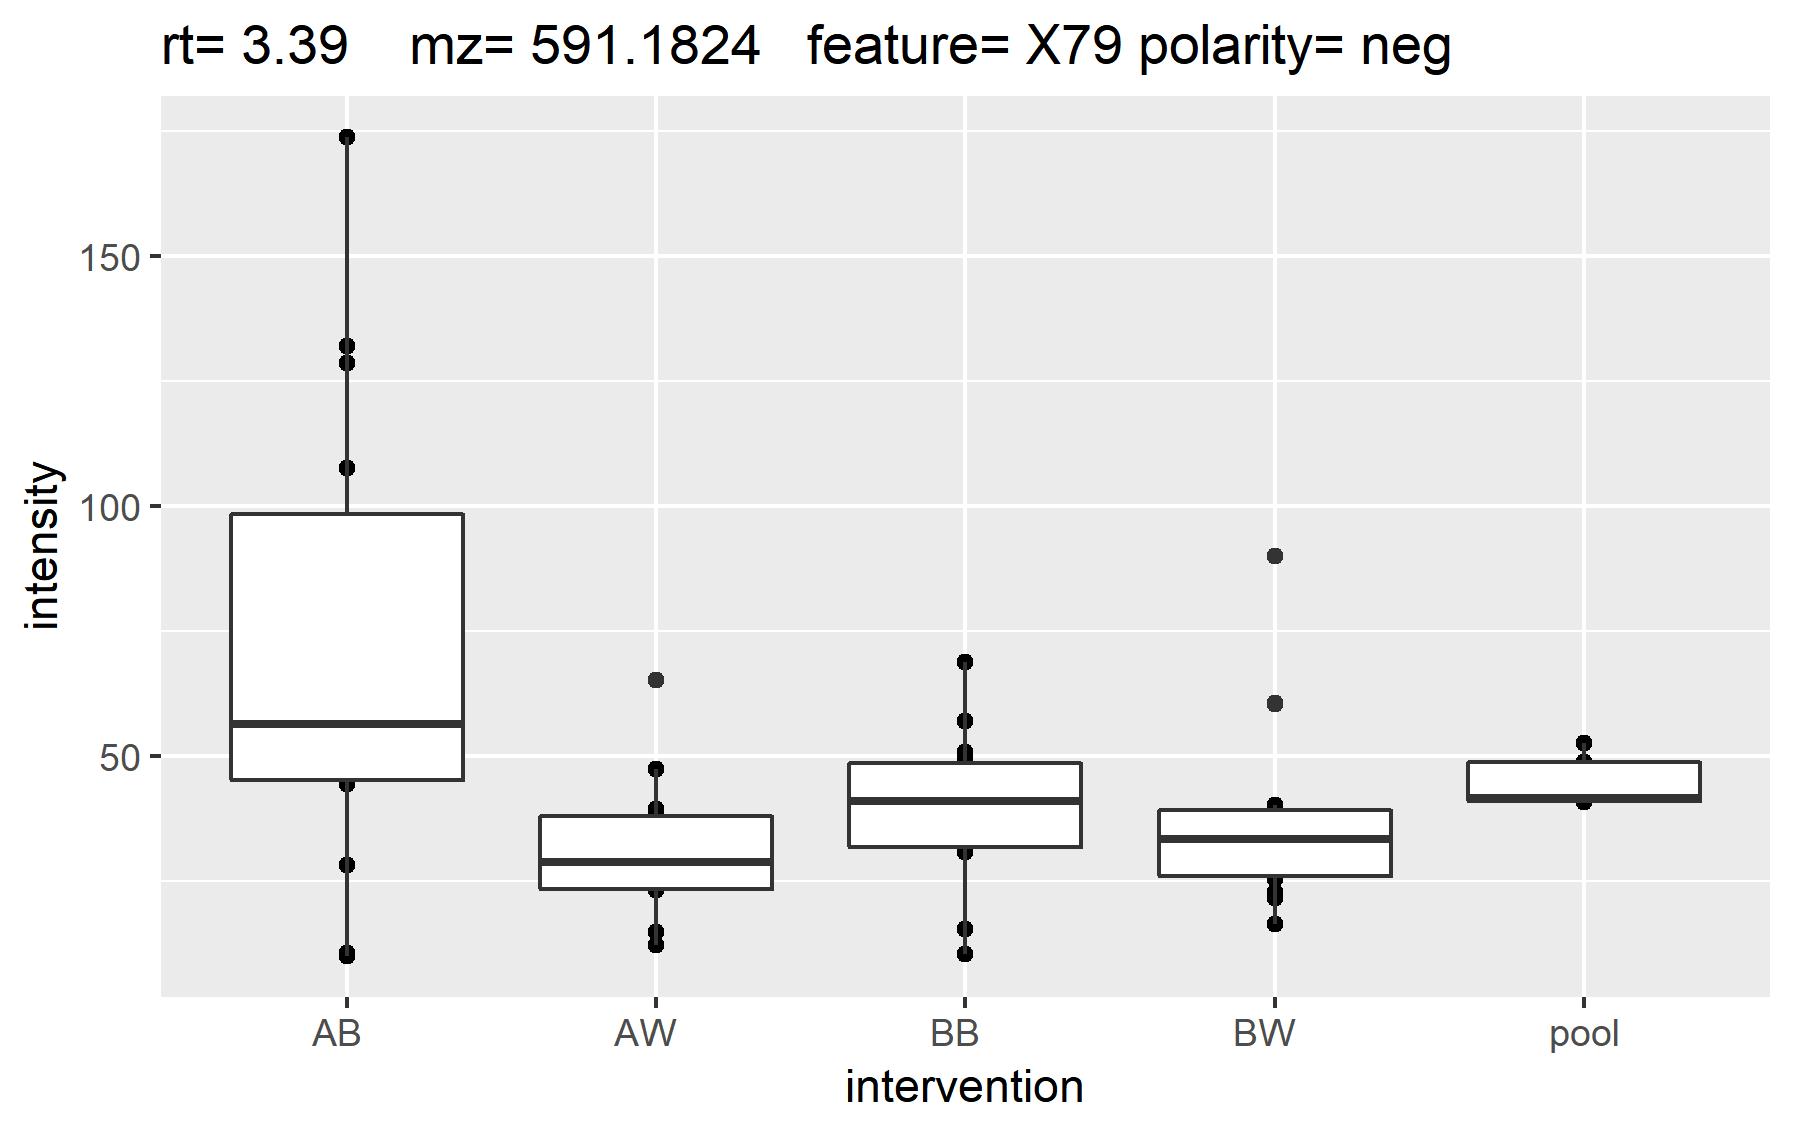 rt= 3.39 mz= 591.1824 feature= X79 polarity= neg
intensity
150
100
50
AB AW BB BW pool
intervention